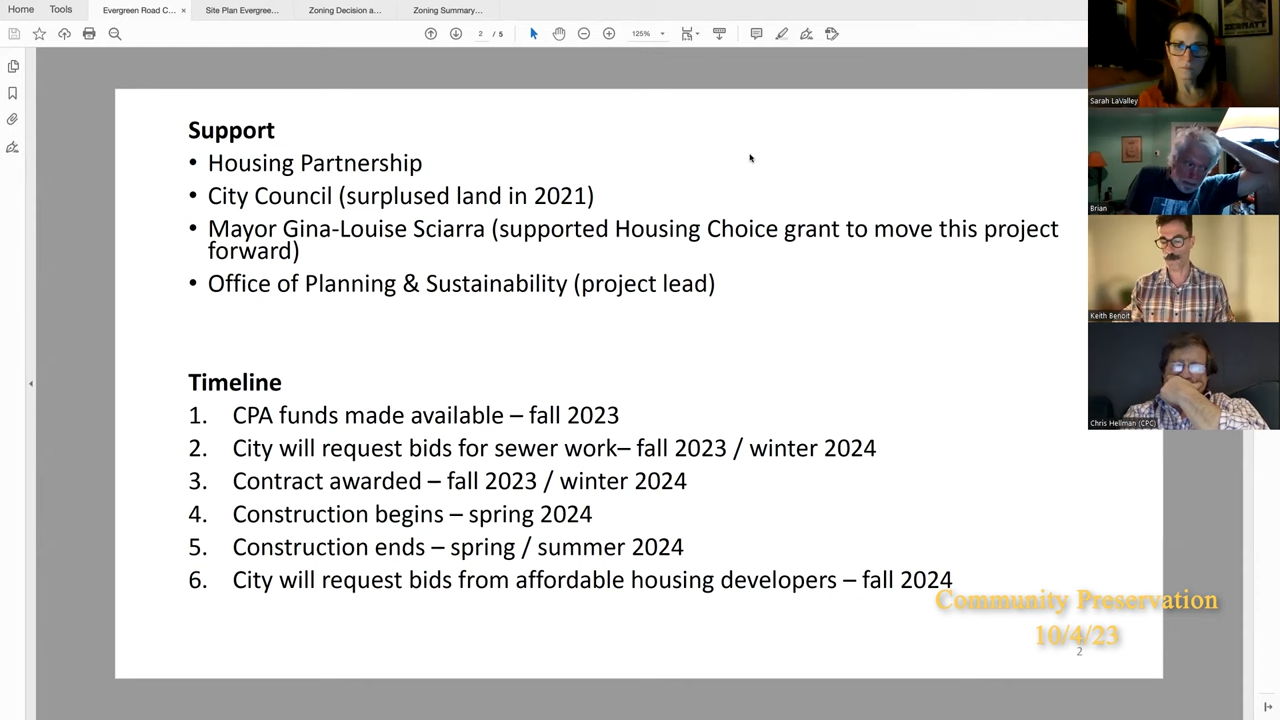 Home Tools Evergreen Road C... × Site Plan Evergree... Zoning Decision a... Zoning Summary...
2 / 5 125%
Support
• Housing Partnership
• City Council (surplused land in 2021)
• Mayor Gina-Louise Sciarra (supported Housing Choice grant to move this project
forward)
• Office of Planning & Sustainability (project lead)
Timeline
1. CPA funds made available – fall 2023
2. City will request bids for sewer work– fall 2023 / winter 2024
3. Contract awarded – fall 2023 / winter 2024
4. Construction begins – spring 2024
5. Construction ends – spring / summer 2024
6. City will request bids from affordable housing developers – fall 2024
2
Community Preservation
10/4/23
ZERMATT
Sarah LaValley
Brian
Keith Benoit
Chris Hellman (CPC)